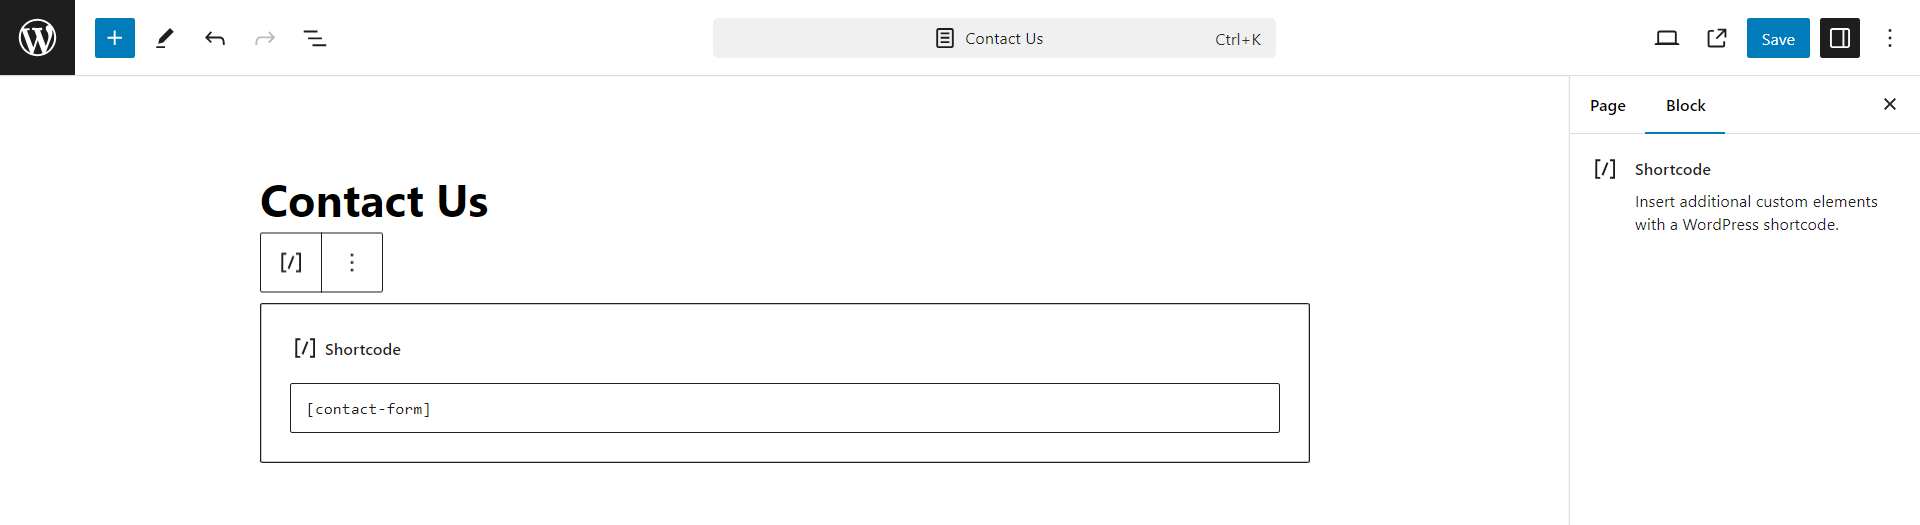 Contact Us
Ctrl+K
Save
Page
Block
Shortcode
Insert additional custom elements
with a WordPress shortcode.
Contact Us
Shortcode
[contact-form]